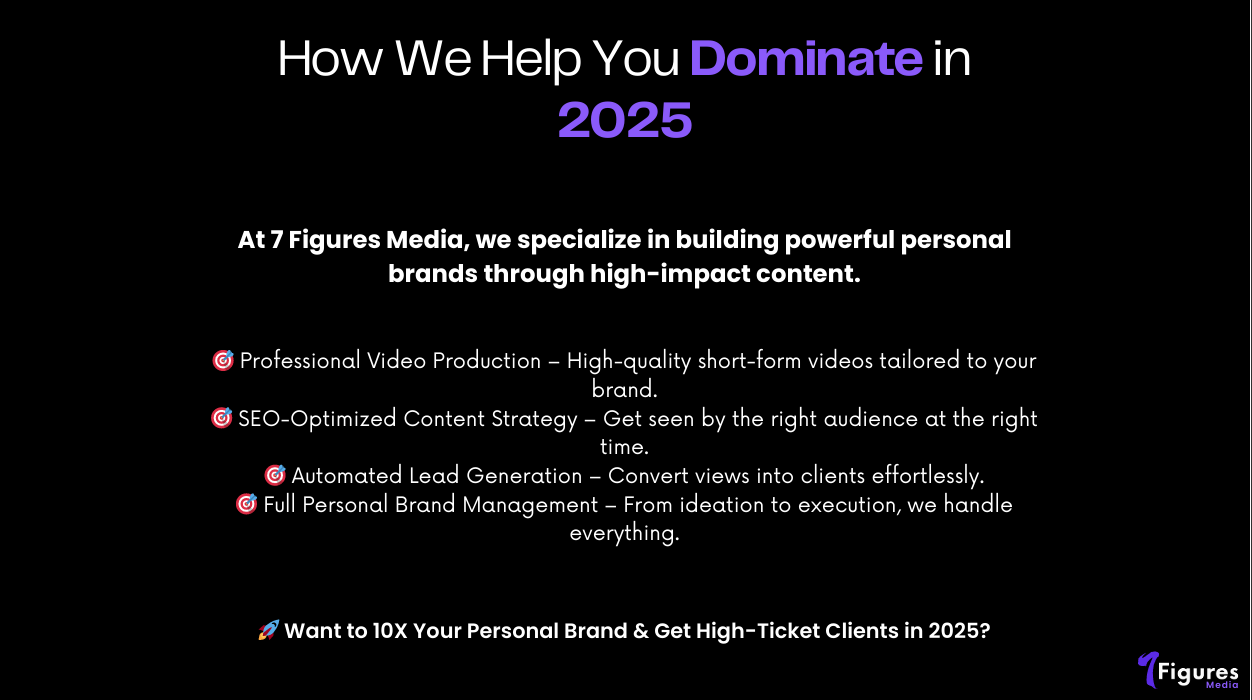 How We Help You Dominate in
2025
At 7 Figures Media, we specialize in building powerful personal
brands through high-impact content.
🎯 Professional Video Production – High-quality short-form videos tailored to your
brand.
🎯 SEO-Optimized Content Strategy – Get seen by the right audience at the right
time.
🎯 Automated Lead Generation – Convert views into clients effortlessly.
🎯 Full Personal Brand Management – From ideation to execution, we handle
everything.
🚀 Want to 10X Your Personal Brand & Get High-Ticket Clients in 2025?
7Figures
Media